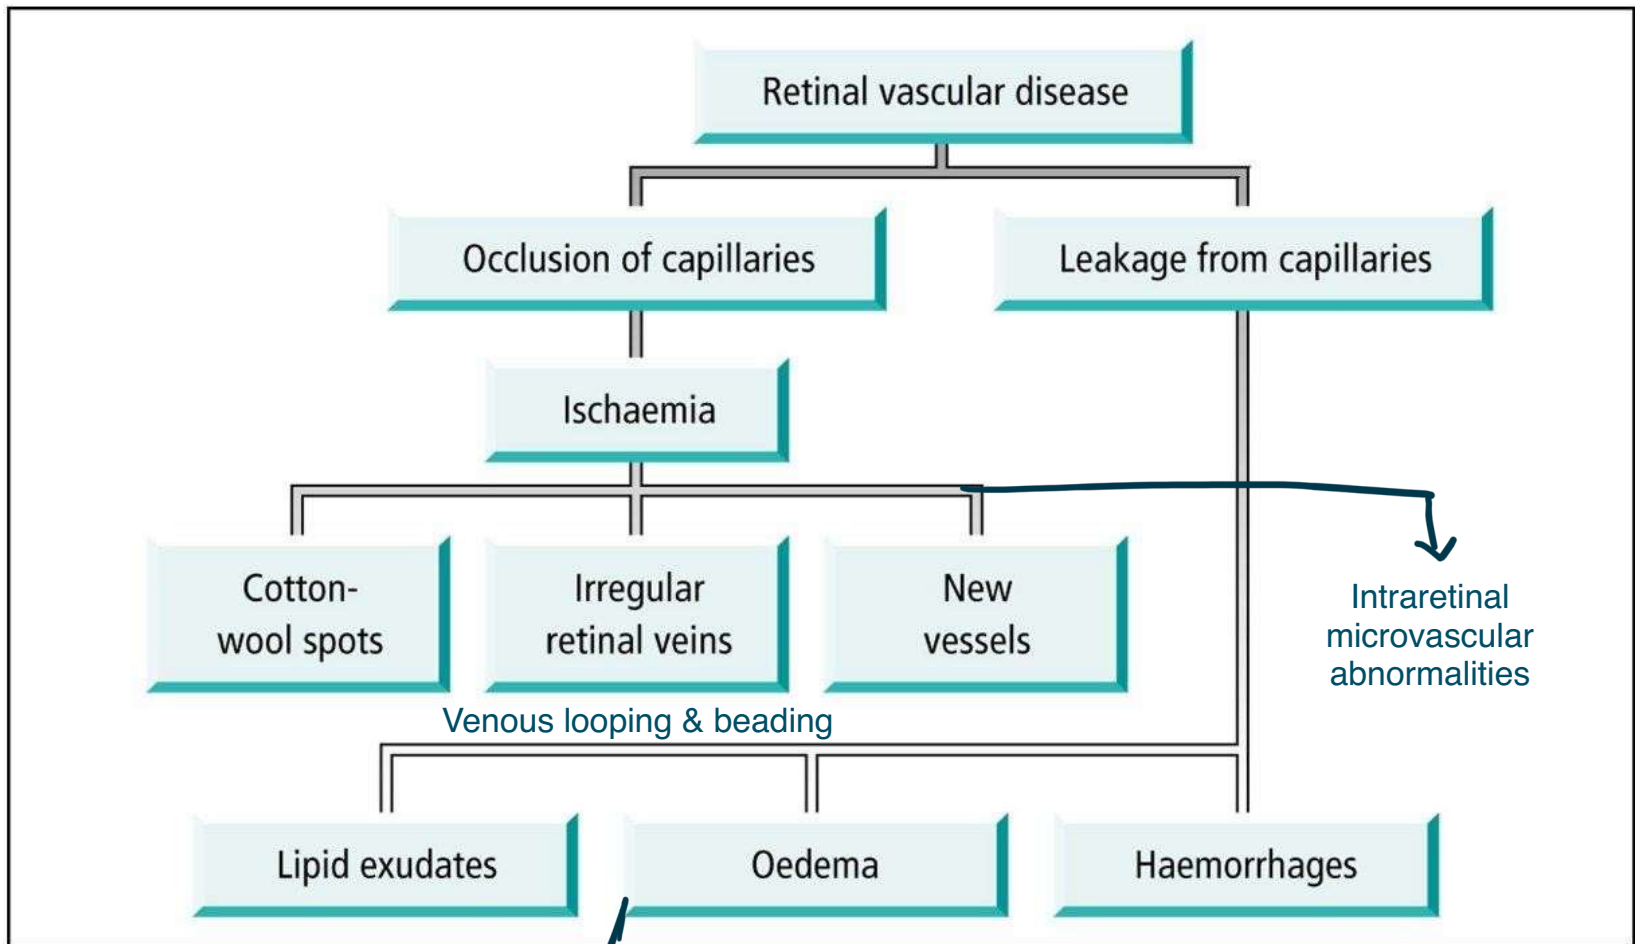 Retinal vascular disease
Occlusion of capillaries
Leakage from capillaries
Ischaemia
Cotton-
wool spots
Irregular
retinal veins
New
vessels
Intraretinal
microvascular
abnormalities
Venous looping & beading
Lipid exudates
Oedema
Haemorrhages